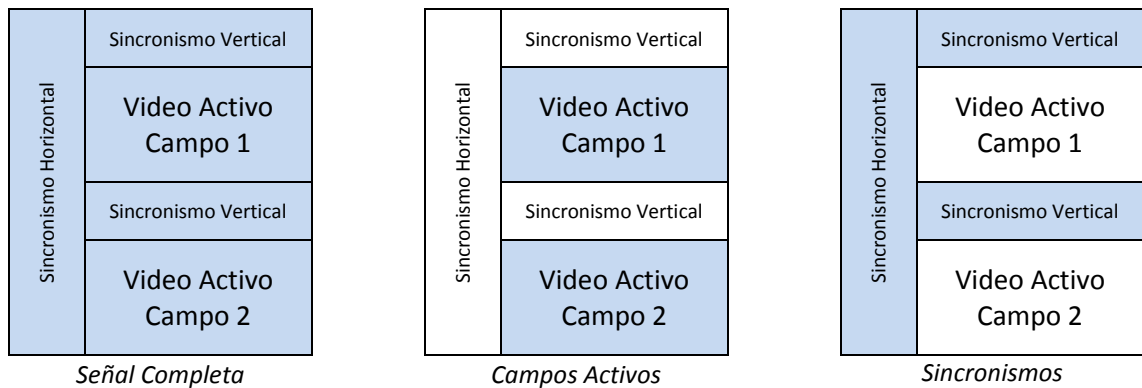 Sincronismo Horizontal
Sincronismo Vertical
Video Activo
Campo 1
Sincronismo Vertical
Video Activo
Campo 2
Señal Completa
Sincronismo Horizontal
Sincronismo Vertical
Video Activo
Campo 1
Sincronismo Vertical
Video Activo
Campo 2
Campos Activos
Sincronismo Horizontal
Sincronismo Vertical
Video Activo
Campo 1
Sincronismo Vertical
Video Activo
Campo 2
Sincronismos